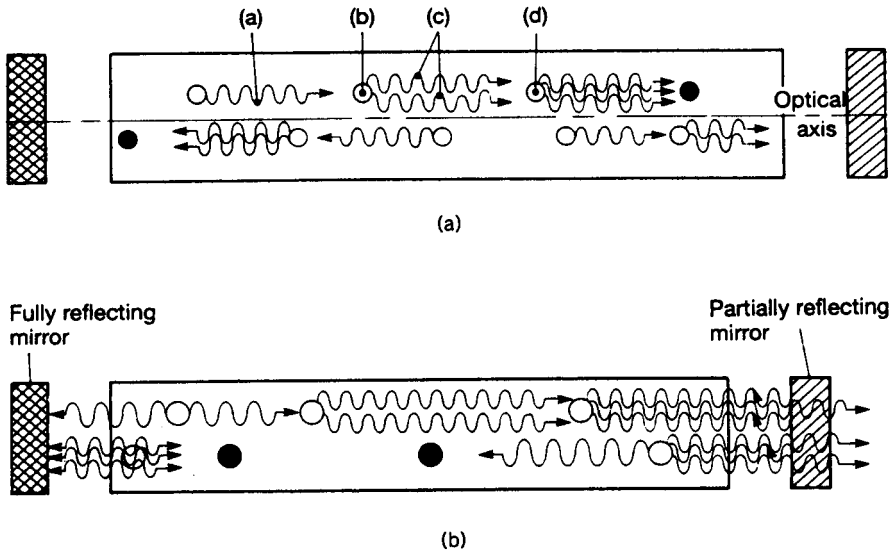 (a)
(b)
(c)
(d)
Optical
axis
(a)
Fully reflecting
mirror
Partially reflecting
mirror
(b)